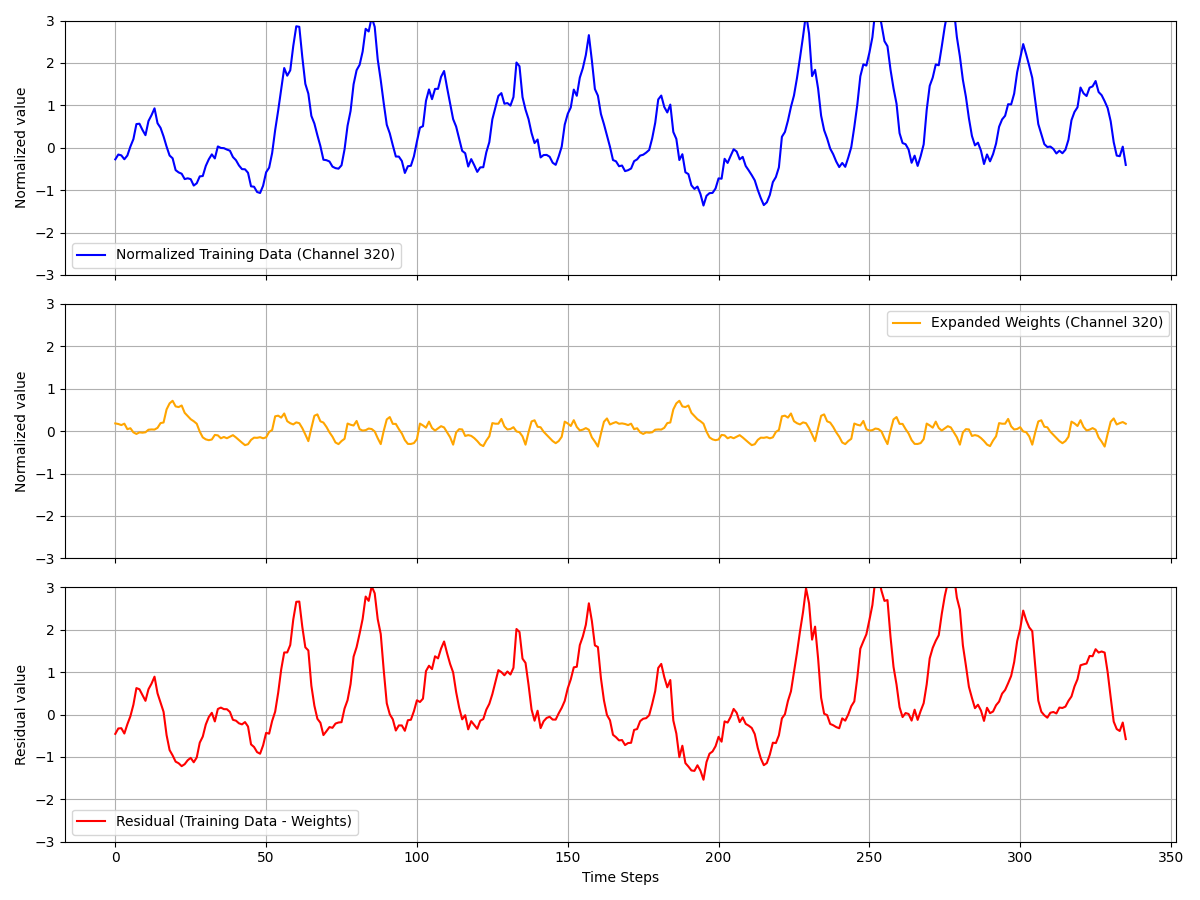 3
2
1
0
−1
−2
−3
Normalized value
Normalized Training Data (Channel 320)
3
2
1
0
−1
−2
−3
Normalized value
Expanded Weights (Channel 320)
3
2
1
0
−1
−2
−3
Residual value
Residual (Training Data - Weights)
0 50 100 150 200 250 300 350
Time Steps